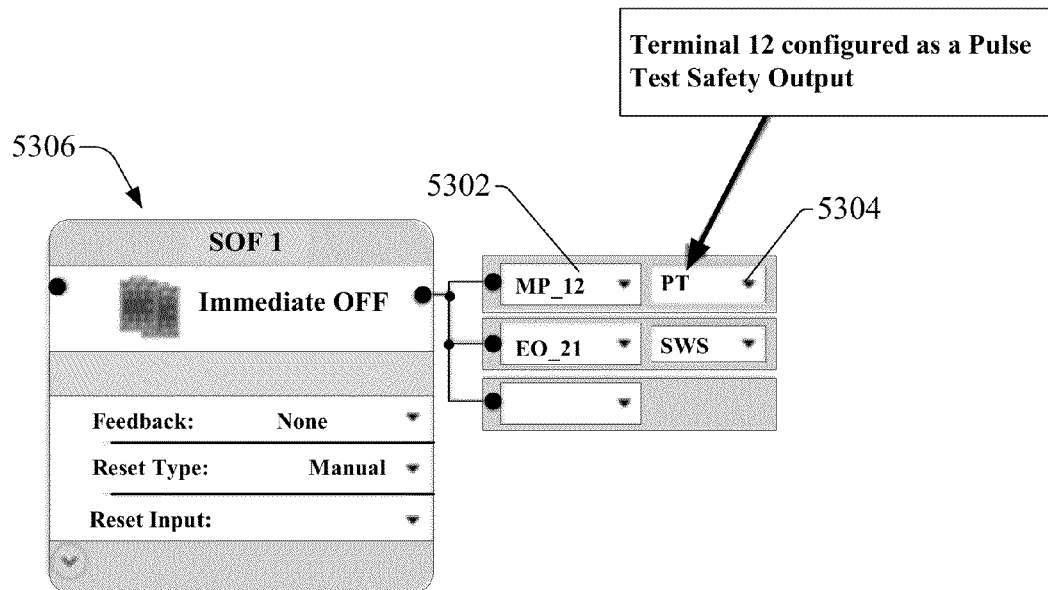 Terminal 12 configured as a Pulse
Test Safety Output
5306
5302
5304
SOF 1
Immediate OFF
MP_12 PT
EO_21 SWS
Feedback: None
Reset Type: Manual
Reset Input: